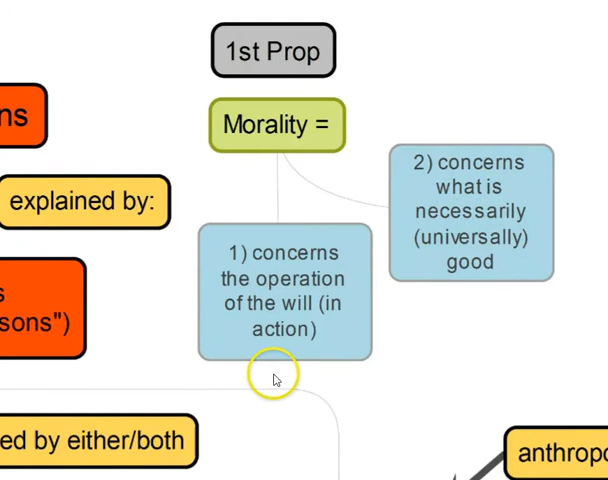 1st Prop
ns
Morality =
explained by:
2) concerns
what is
necessarily
(universally)
good
1) concerns
the operation
of the will (in
action)
s
sons")
ed by either/both
anthropo